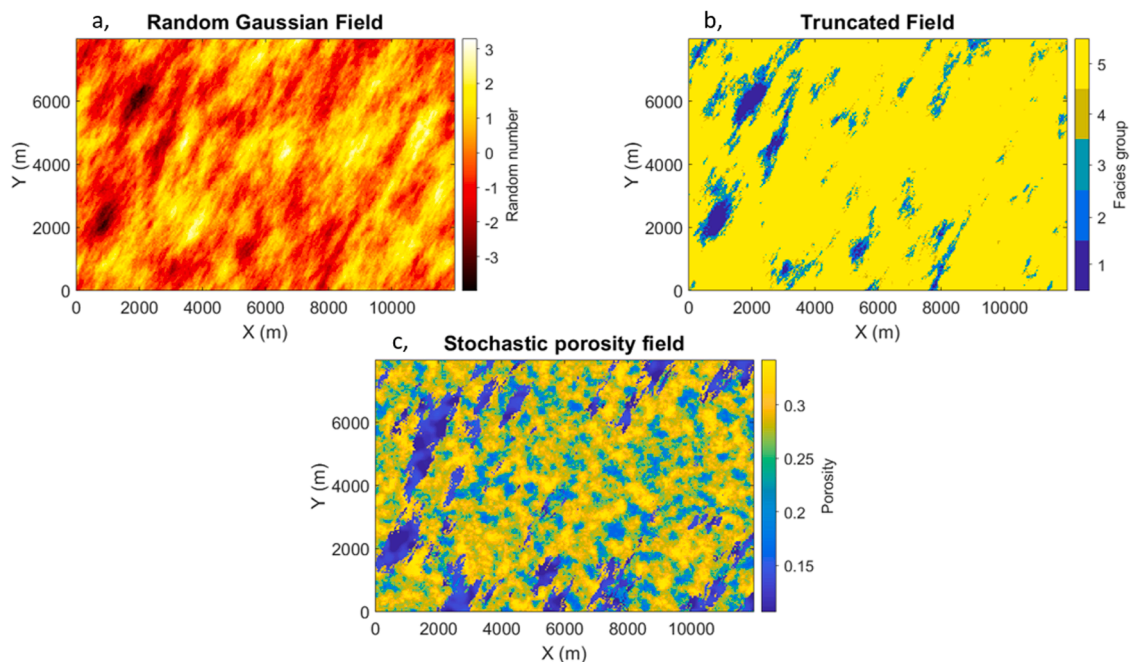 a, Random Gaussian Field
3
2
1
0
-1
-2
-3
Random number
6000
4000
2000
0
Y (m)
0 2000 4000 6000 8000 10000
X (m)
b, Truncated Field
5
4
3
2
1
Facies group
6000
4000
2000
0
Y (m)
0 2000 4000 6000 8000 10000
X (m)
c, Stochastic porosity field
0.3
0.25
0.2
0.15
Porosity
6000
4000
2000
0
Y (m)
0 2000 4000 6000 8000 10000
X (m)